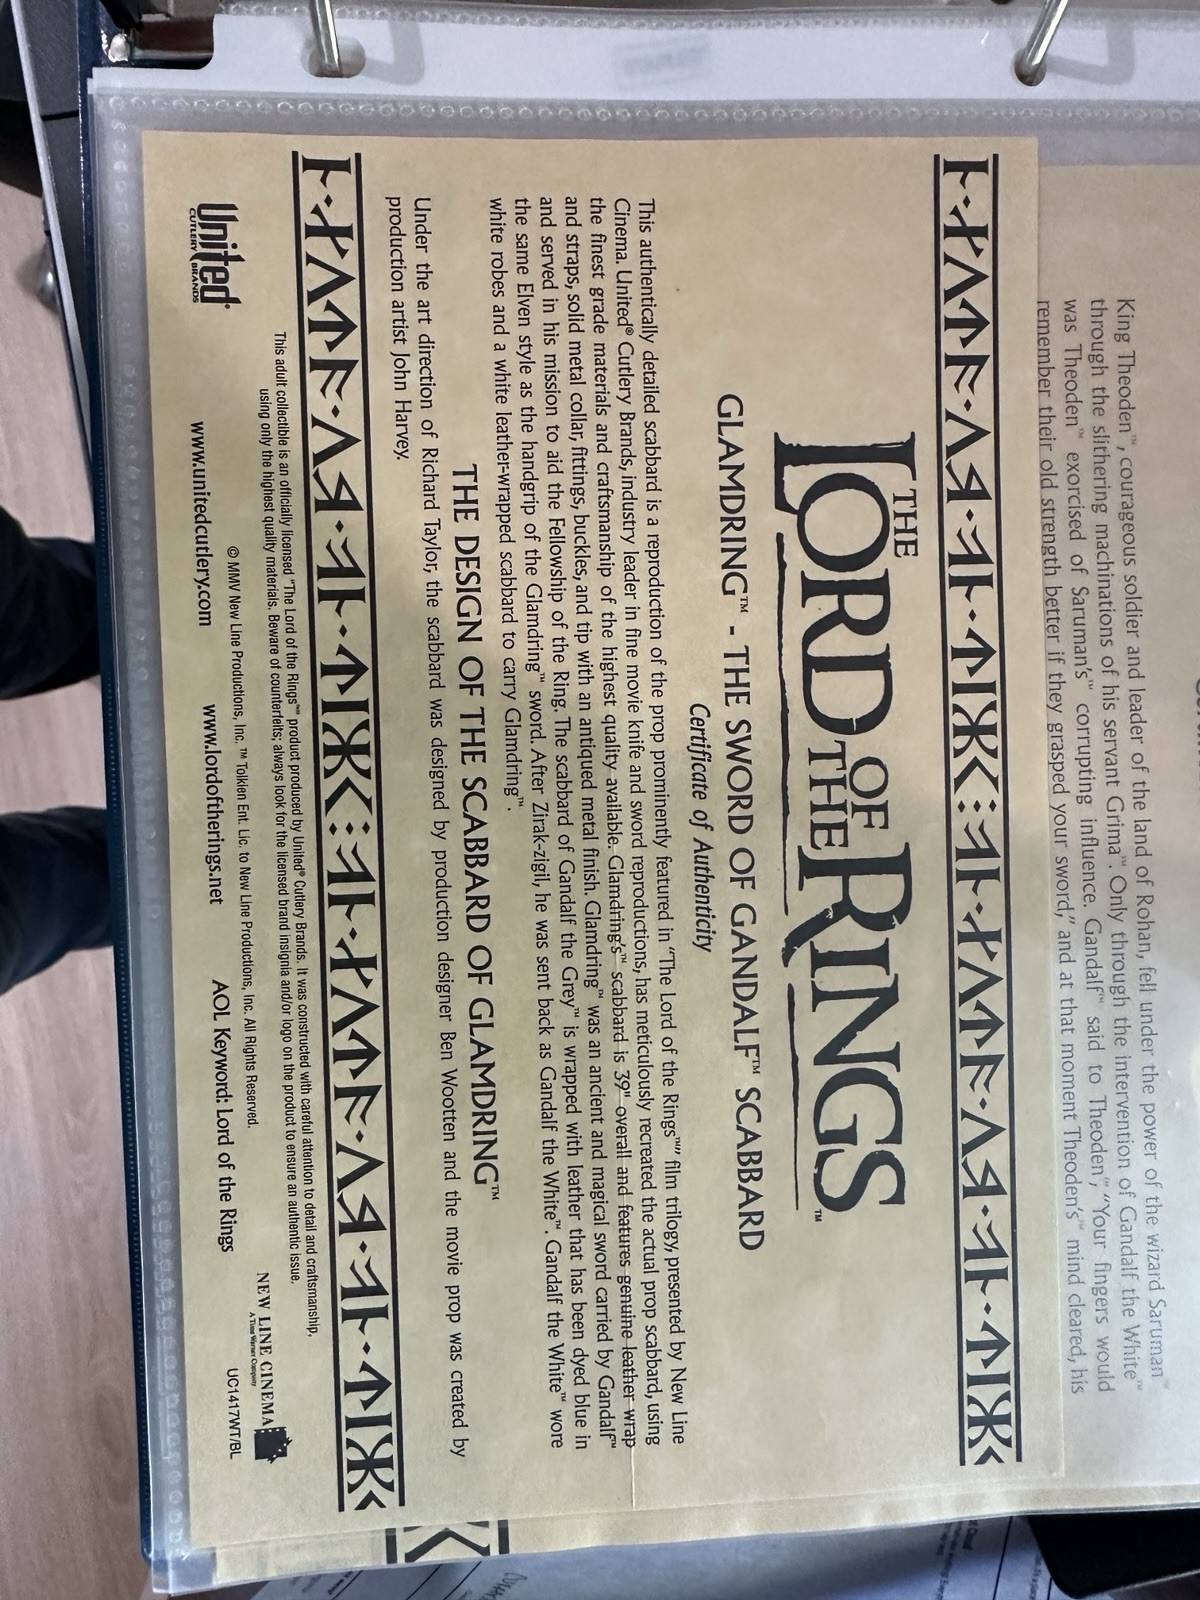 King Theoden™, courageous soldier and leader of the land of Rohan, fell under the power of the wizard Saruman™
through the slithering machinations of his servant Grima™. Only through the intervention of Gandalf the White™
was Theoden™ exorcised of Saruman's™ corrupting influence. Gandalf™ said to Theoden™, "Your fingers would
remember their old strength better if they grasped your sword," and at that moment Theoden's™ mind cleared, his
THE
LORD OF
THE RINGS™
GLAMDRING™ - THE SWORD OF GANDALF™ SCABBARD
Certificate of Authenticity
This authentically detailed scabbard is a reproduction of the prop prominently featured in "The Lord of the Rings™" film trilogy, presented by New Line
Cinema. United® Cutlery Brands, industry leader in fine movie knife and sword reproductions, has meticulously recreated the actual prop scabbard, using
the finest grade materials and craftsmanship of the highest quality available. Glamdring's™ scabbard is 39" overall and features genuine leather wrap
and straps, solid metal collar, fittings, buckles, and tip with an antiqued metal finish. Glamdring™ was an ancient and magical sword carried by Gandalf™
and served in his mission to aid the Fellowship of the Ring. The scabbard of Gandalf the Grey™ is wrapped with leather that has been dyed blue in
the same Elven style as the handgrip of the Glamdring™ sword. After Zirak-zigil, he was sent back as Gandalf the White™. Gandalf the White™ wore
white robes and a white leather-wrapped scabbard to carry Glamdring™.
THE DESIGN OF THE SCABBARD OF GLAMDRING™
Under the art direction of Richard Taylor, the scabbard was designed by production designer Ben Wootten and the movie prop was created by
production artist John Harvey.
This adult collectible is an officially licensed "The Lord of the Rings™" product produced by United® Cutlery Brands. It was constructed with careful attention to detail and craftsmanship,
using only the highest quality materials. Beware of counterfeits; always look for the licensed brand insignia and/or logo on the product to ensure an authentic issue.
© MMV New Line Productions, Inc. ™ Tolkien Ent. Lic. to New Line Productions, Inc. All Rights Reserved.
United®
CUTLERY BRANDS
www.unitedcutlery.com www.lordoftherings.net AOL Keyword: Lord of the Rings
NEW LINE CINEMA
A Time Warner Company
UC1417WT/BL